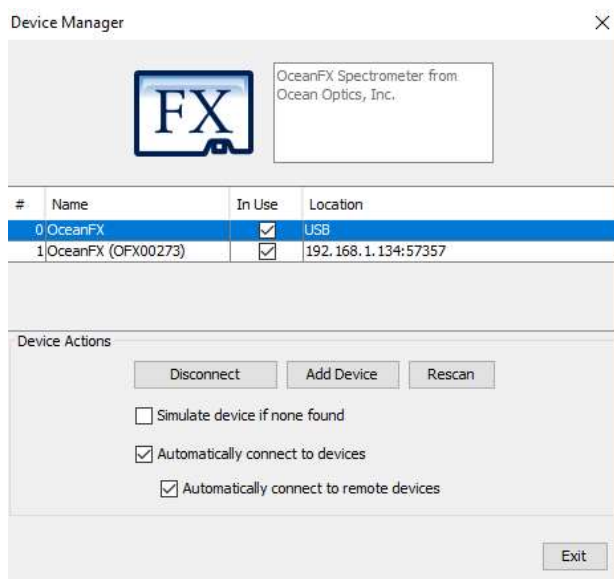 Device Manager
FX
OceanFX Spectrometer from
Ocean Optics, Inc.
# Name In Use Location
0 OceanFX USB
1 OceanFX (OFX00273) 192.168.1.134:57357
Device Actions
Disconnect Add Device Rescan
Simulate device if none found
Automatically connect to devices
Automatically connect to remote devices
Exit